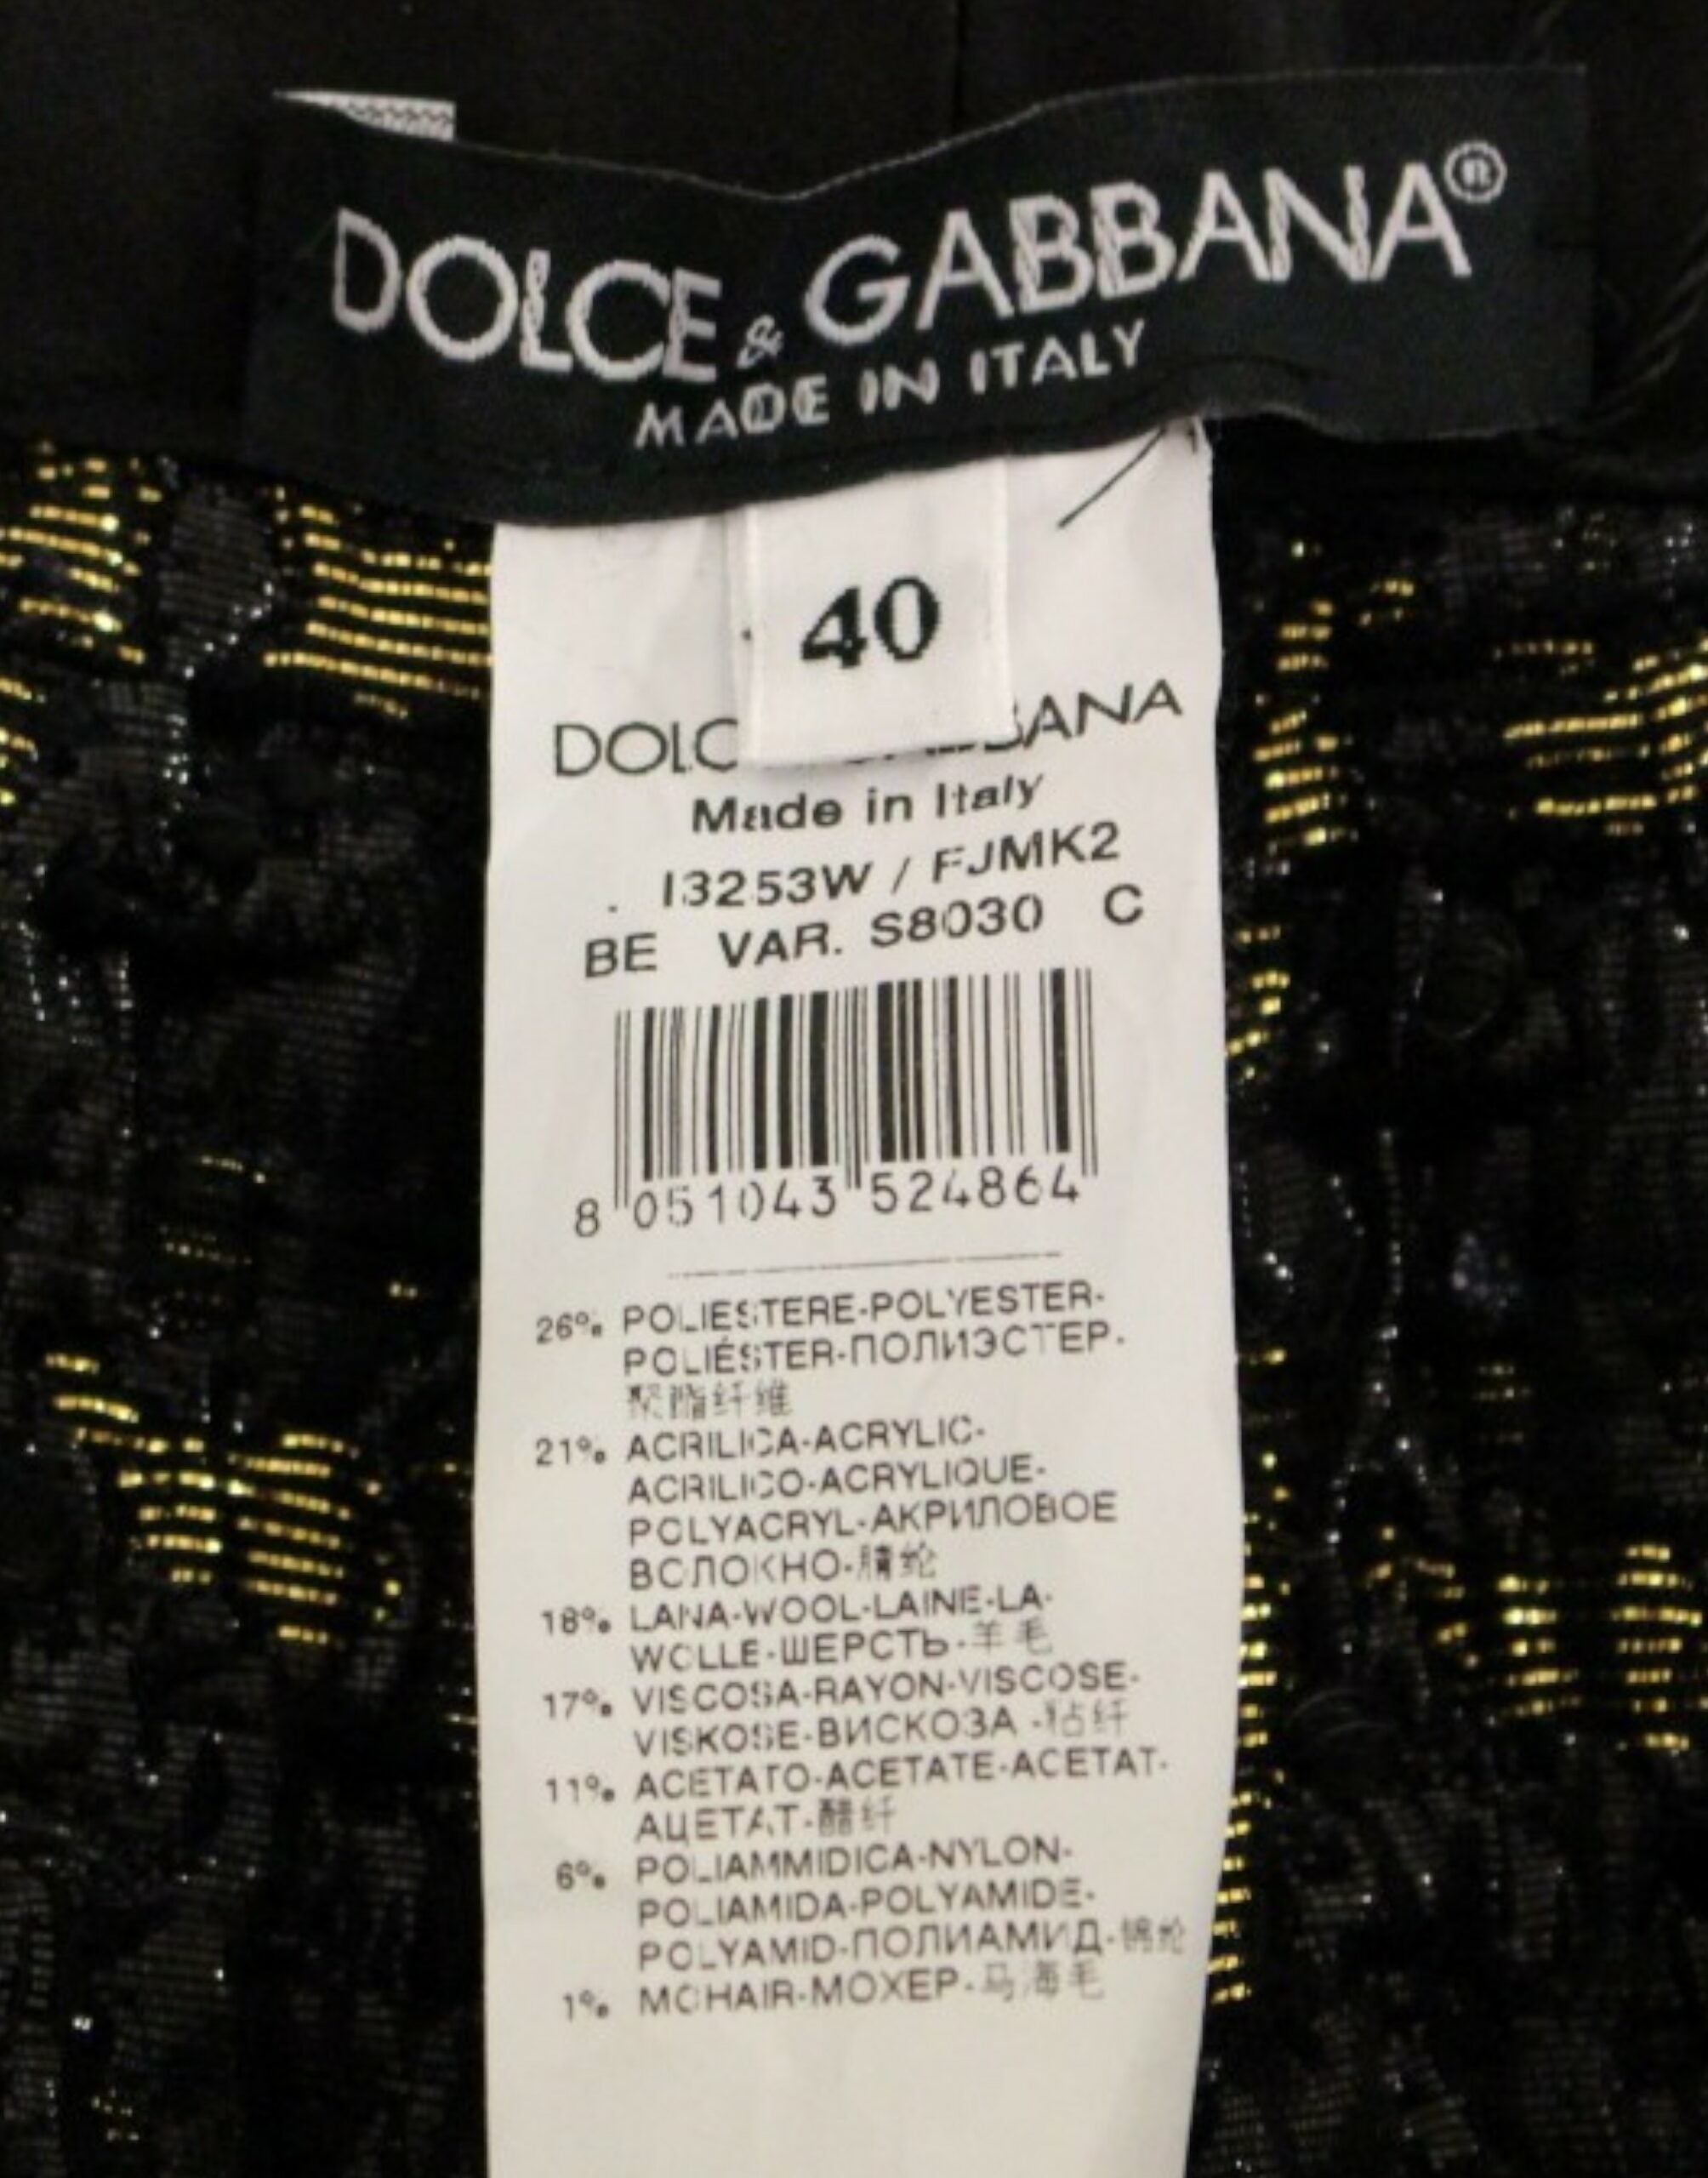 DOLCE & GABBANA®
MADE IN ITALY
40
DOLC ANA
Made in Italy
I3253W / FJMK2
BE VAR. S8030 C
8 051043 524864
26% POLIESTERE-POLYESTER-
POLIÉSTER-ПОЛИЭСТЕР-
聚酯纤维
21% ACRILICA-ACRYLIC-
ACRILICO-ACRYLIQUE-
POLYACRYL-АКРИЛОВОЕ
ВОЛОКНО-腈纶
18% LANA-WOOL-LAINE-LA-
WOLLE-ШЕРСТЬ-羊毛
17% VISCOSA-RAYON-VISCOSE-
VISKOSE-ВИСКОЗА -粘纤
11% ACETATO-ACETATE-ACETAT-
АЦЕТАТ-醋纤
6% POLIAMMIDICA-NYLON-
POLIAMIDA-POLYAMIDE-
POLYAMID-ПОЛИАМИД-锦纶
1% MOHAIR-МОХЕР-马海毛